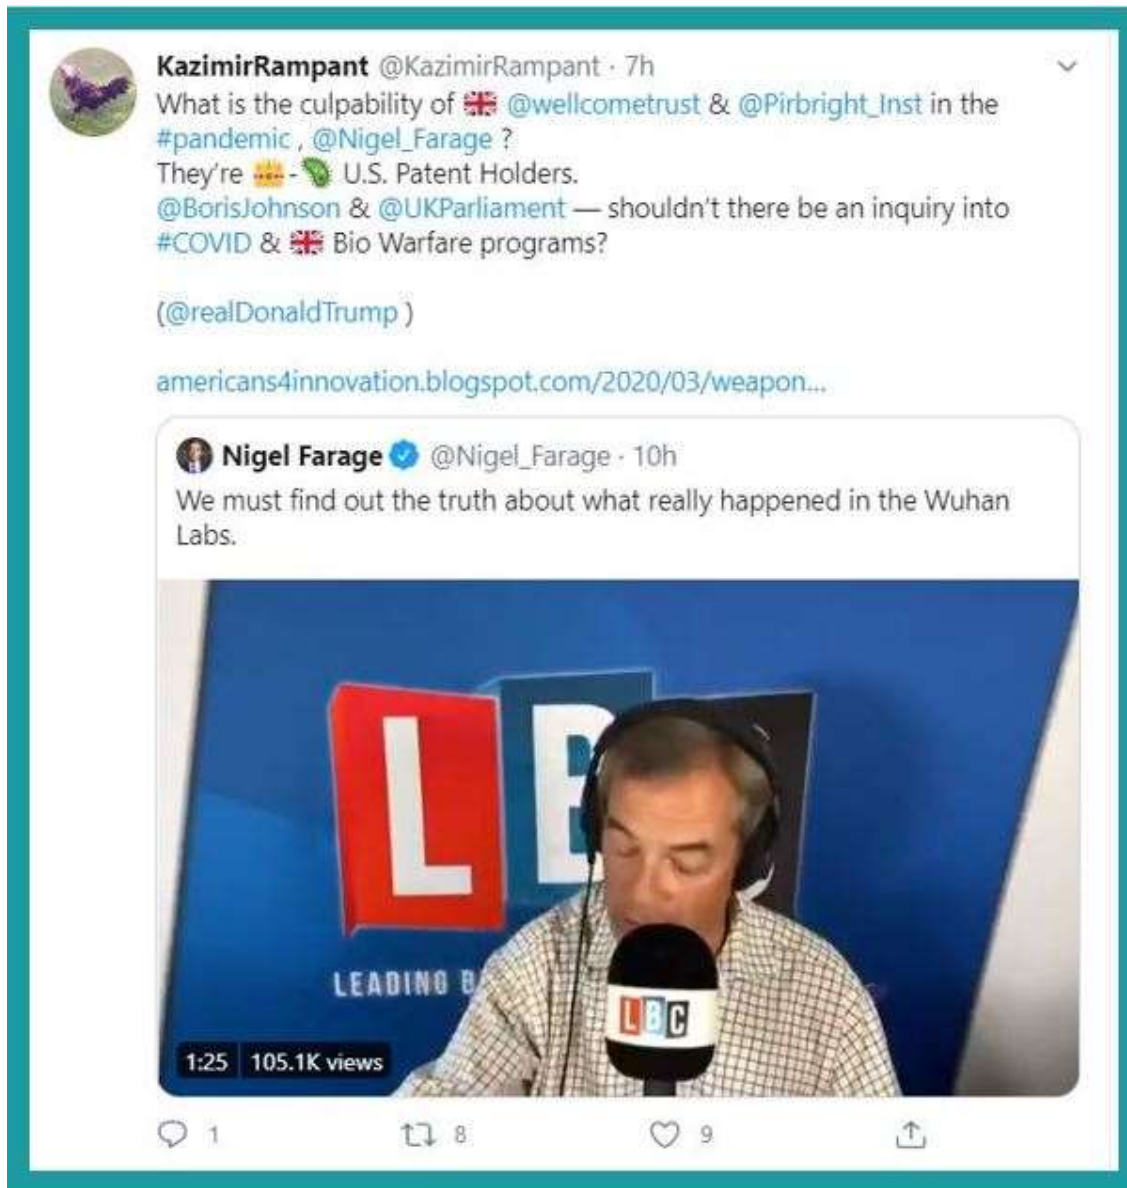 KazimirRampant @KazimirRampant · 7h
What is the culpability of 🇬🇧 @wellcometrust & @Pirbright_Inst in the
#pandemic , @Nigel_Farage ?
They're 👑-🦠 U.S. Patent Holders.
@BorisJohnson & @UKParliament — shouldn't there be an inquiry into
#COVID & 🇬🇧 Bio Warfare programs?
(@realDonaldTrump )
americans4innovation.blogspot.com/2020/03/weapon...
Nigel Farage @Nigel_Farage · 10h
We must find out the truth about what really happened in the Wuhan
Labs.
LB
LEADING B
LBC
1:25 105.1K views
1 8 9